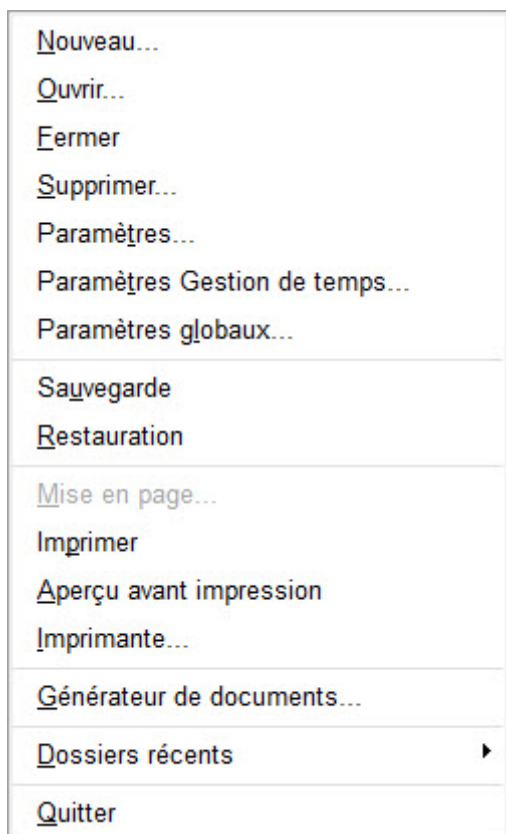 Nouveau...
Ouvrir...
Fermer
Supprimer...
Paramètres...
Paramètres Gestion de temps...
Paramètres globaux...
Sauvegarde
Restauration
Mise en page...
Imprimer
Aperçu avant impression
Imprimante...
Générateur de documents...
Dossiers récents
Quitter